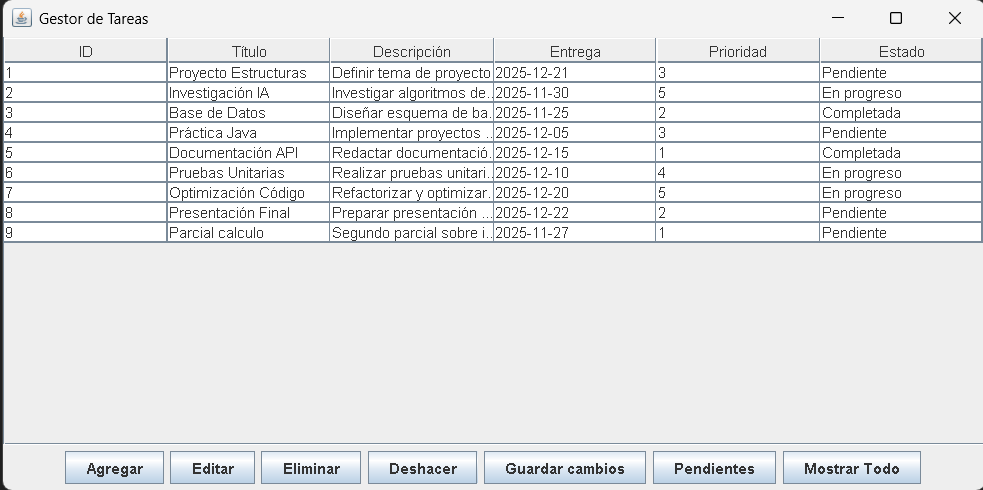 Gestor de Tareas
ID Título Descripción Entrega Prioridad Estado
1 Proyecto Estructuras Definir tema de proyecto 2025-12-21 3 Pendiente
2 Investigación IA Investigar algoritmos de... 2025-11-30 5 En progreso
3 Base de Datos Diseñar esquema de ba... 2025-11-25 2 Completada
4 Práctica Java Implementar proyectos ... 2025-12-05 3 Pendiente
5 Documentación API Redactar documentació... 2025-12-15 1 Completada
6 Pruebas Unitarias Realizar pruebas unitari... 2025-12-10 4 En progreso
7 Optimización Código Refactorizar y optimizar... 2025-12-20 5 En progreso
8 Presentación Final Preparar presentación ... 2025-12-22 2 Pendiente
9 Parcial calculo Segundo parcial sobre i... 2025-11-27 1 Pendiente
Agregar Editar Eliminar Deshacer Guardar cambios Pendientes Mostrar Todo